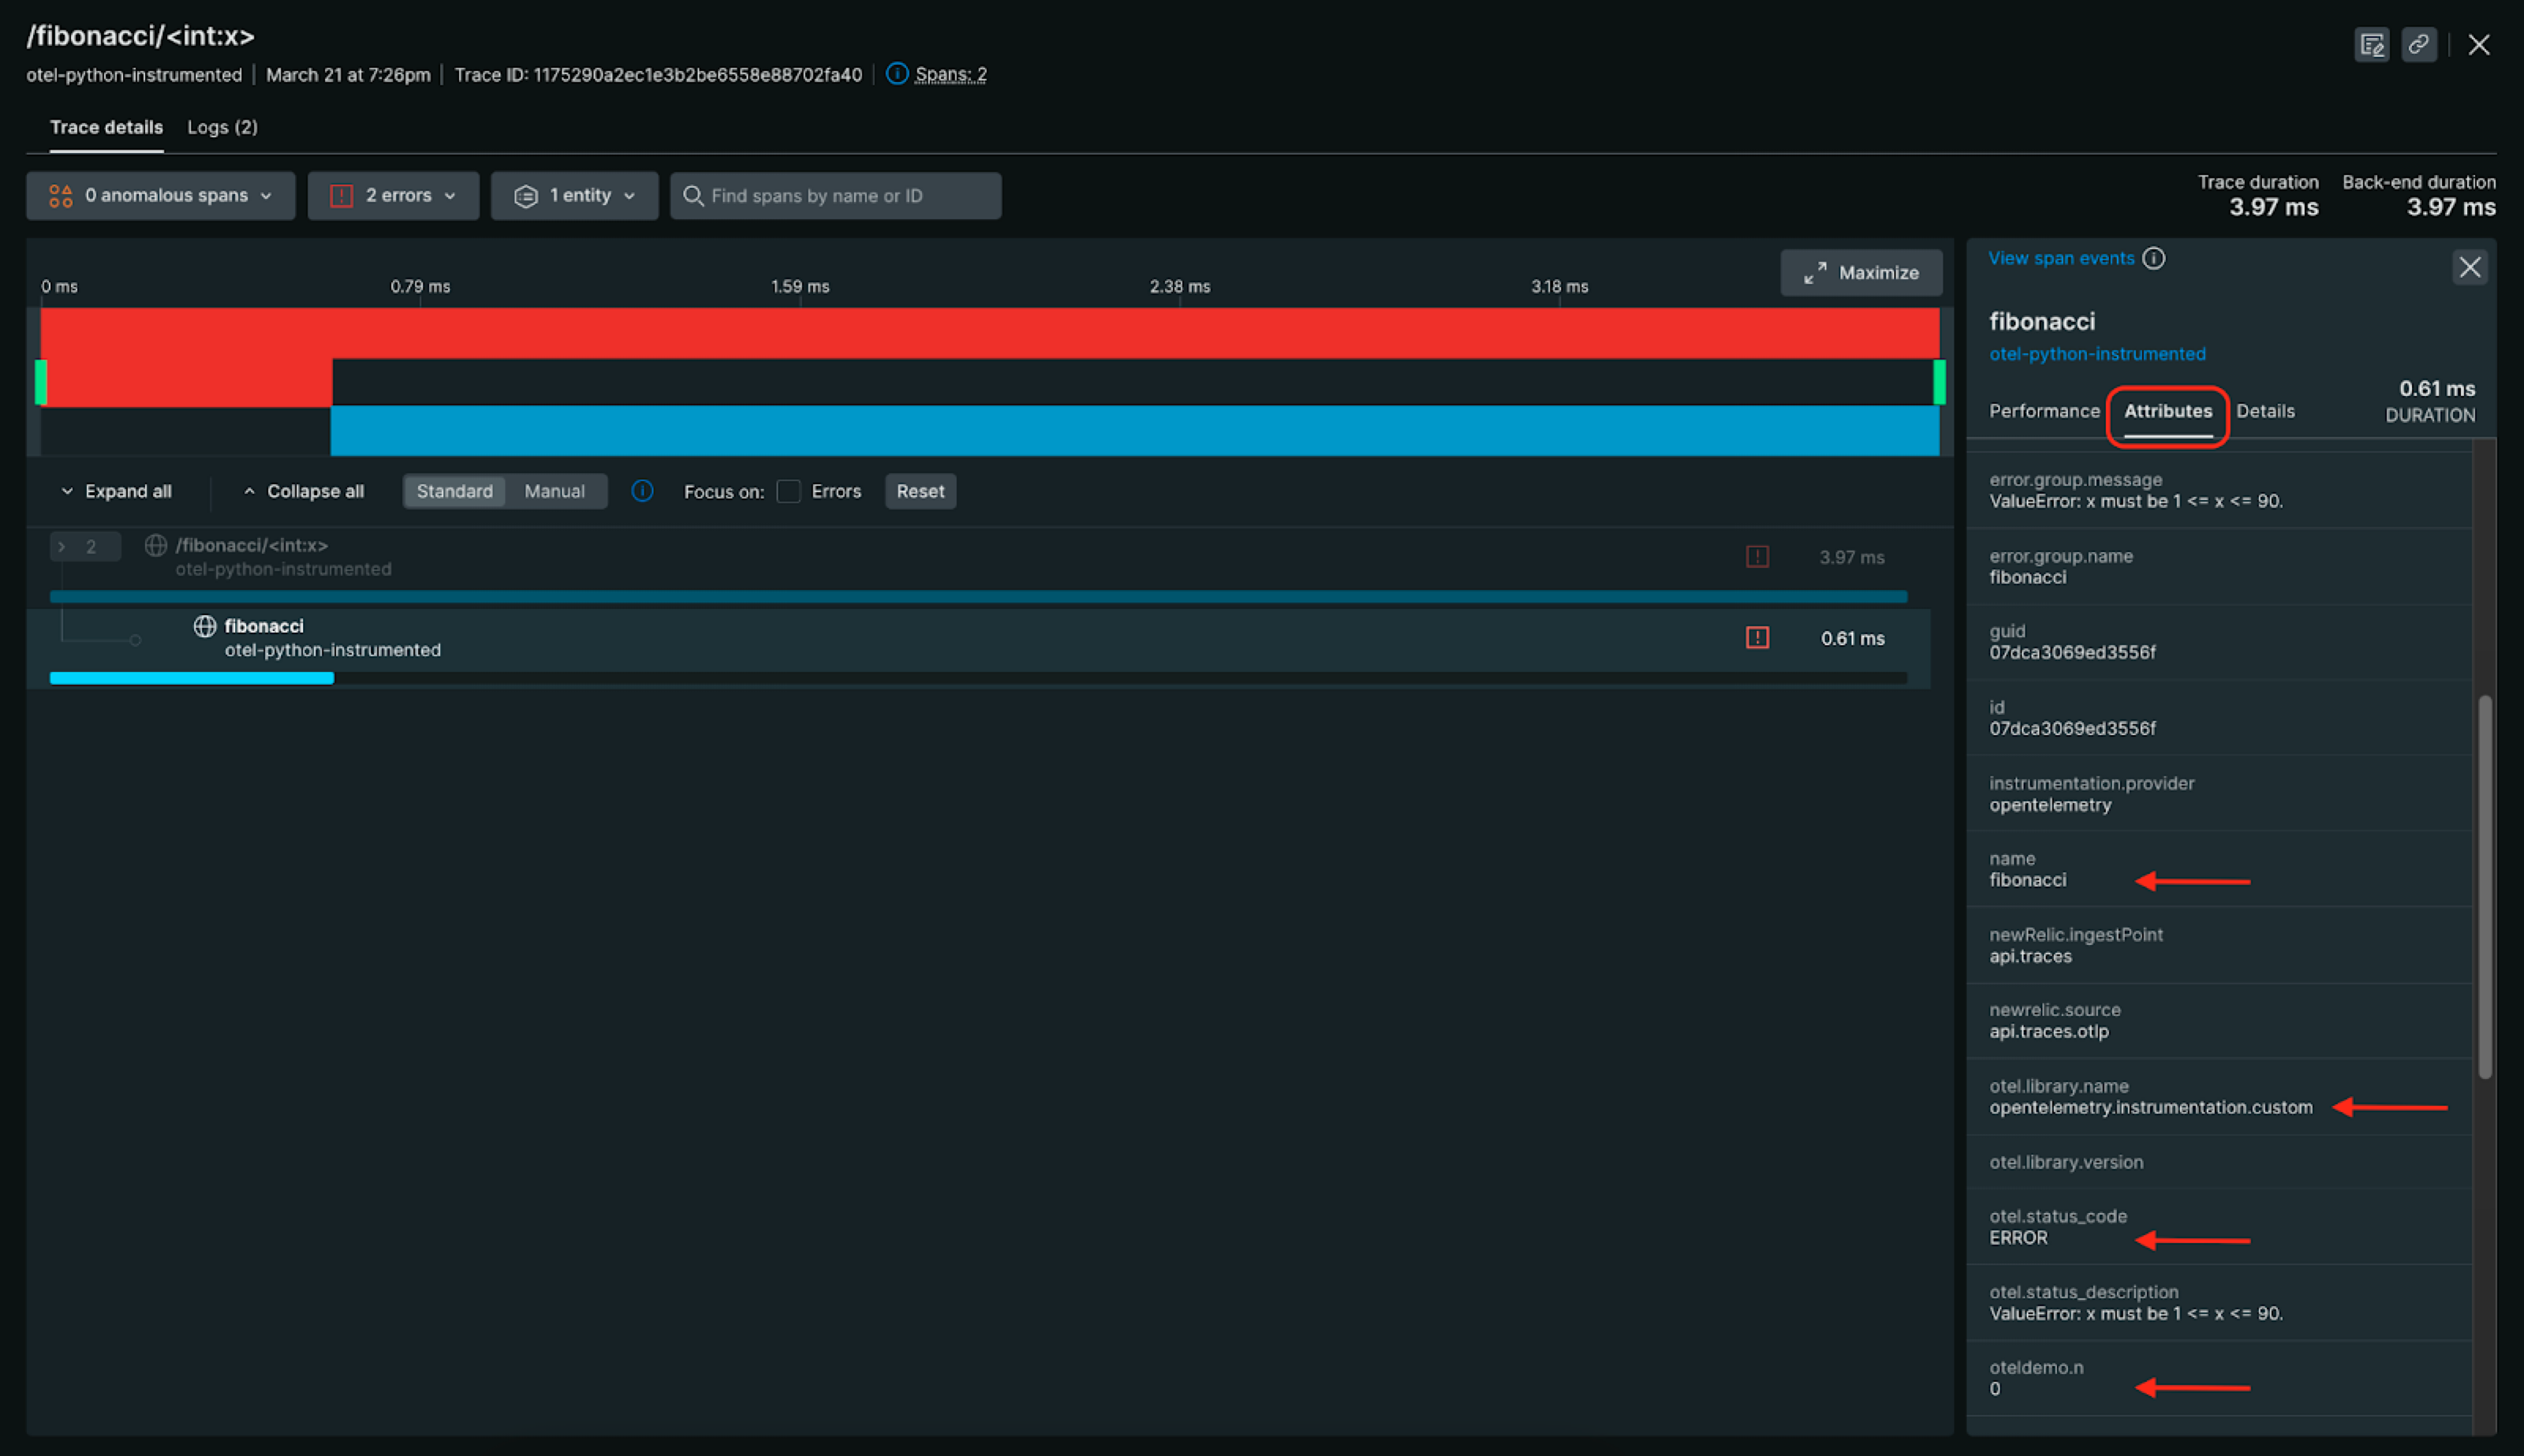 /fibonacci/<int:x>
otel-python-instrumented | March 21 at 7:26pm | Trace ID: 1175290a2ec1e3b2be6558e88702fa40 | Spans: 2
Trace details Logs (2)
0 anomalous spans 2 errors 1 entity Find spans by name or ID
Trace duration Back-end duration
3.97 ms 3.97 ms
0 ms 0.79 ms 1.59 ms 2.38 ms 3.18 ms Maximize
Expand all Collapse all Standard Manual Focus on: Errors Reset
2 /fibonacci/<int:x> 3.97 ms
otel-python-instrumented
fibonacci 0.61 ms
otel-python-instrumented
View span events
fibonacci
otel-python-instrumented
0.61 ms
Performance Attributes Details DURATION
error.group.message
ValueError: x must be 1 <= x <= 90.
error.group.name
fibonacci
guid
07dca3069ed3556f
id
07dca3069ed3556f
instrumentation.provider
opentelemetry
name
fibonacci
newRelic.ingestPoint
api.traces
newrelic.source
api.traces.otlp
otel.library.name
opentelemetry.instrumentation.custom
otel.library.version
otel.status_code
ERROR
otel.status_description
ValueError: x must be 1 <= x <= 90.
oteldemo.n
0